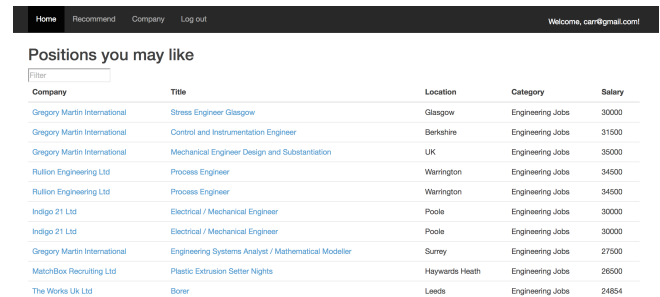 Home Recommend Company Log out Welcome, carr@gmail.com!
Positions you may like
Filter
Company Title Location Category Salary
Gregory Martin International Stress Engineer Glasgow Glasgow Engineering Jobs 30000
Gregory Martin International Control and Instrumentation Engineer Berkshire Engineering Jobs 31500
Gregory Martin International Mechanical Engineer Design and Substantiation UK Engineering Jobs 35000
Rullion Engineering Ltd Process Engineer Warrington Engineering Jobs 34500
Rullion Engineering Ltd Process Engineer Warrington Engineering Jobs 34500
Indigo 21 Ltd Electrical / Mechanical Engineer Poole Engineering Jobs 30000
Indigo 21 Ltd Electrical / Mechanical Engineer Poole Engineering Jobs 30000
Gregory Martin International Engineering Systems Analyst / Mathematical Modeller Surrey Engineering Jobs 27500
MatchBox Recruiting Ltd Plastic Extrusion Setter Nights Haywards Heath Engineering Jobs 26500
The Works Uk Ltd Borer Leeds Engineering Jobs 24854